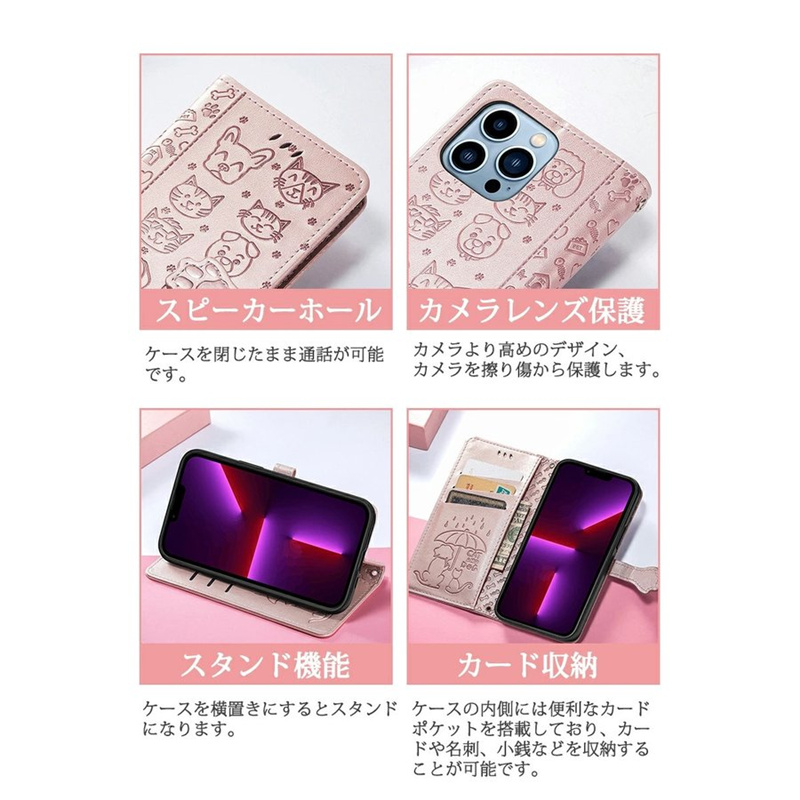 スピーカーホール
ケースを閉じたまま通話が可能
です。
カメラレンズ保護
カメラより高めのデザイン、
カメラを擦り傷から保護します。
スタンド機能
ケースを横置きにするとスタンド
になります。
カード収納
ケースの内側には便利なカード
ポケットを搭載しており、カー
ドや名刺、小銭などを収納する
ことが可能です。